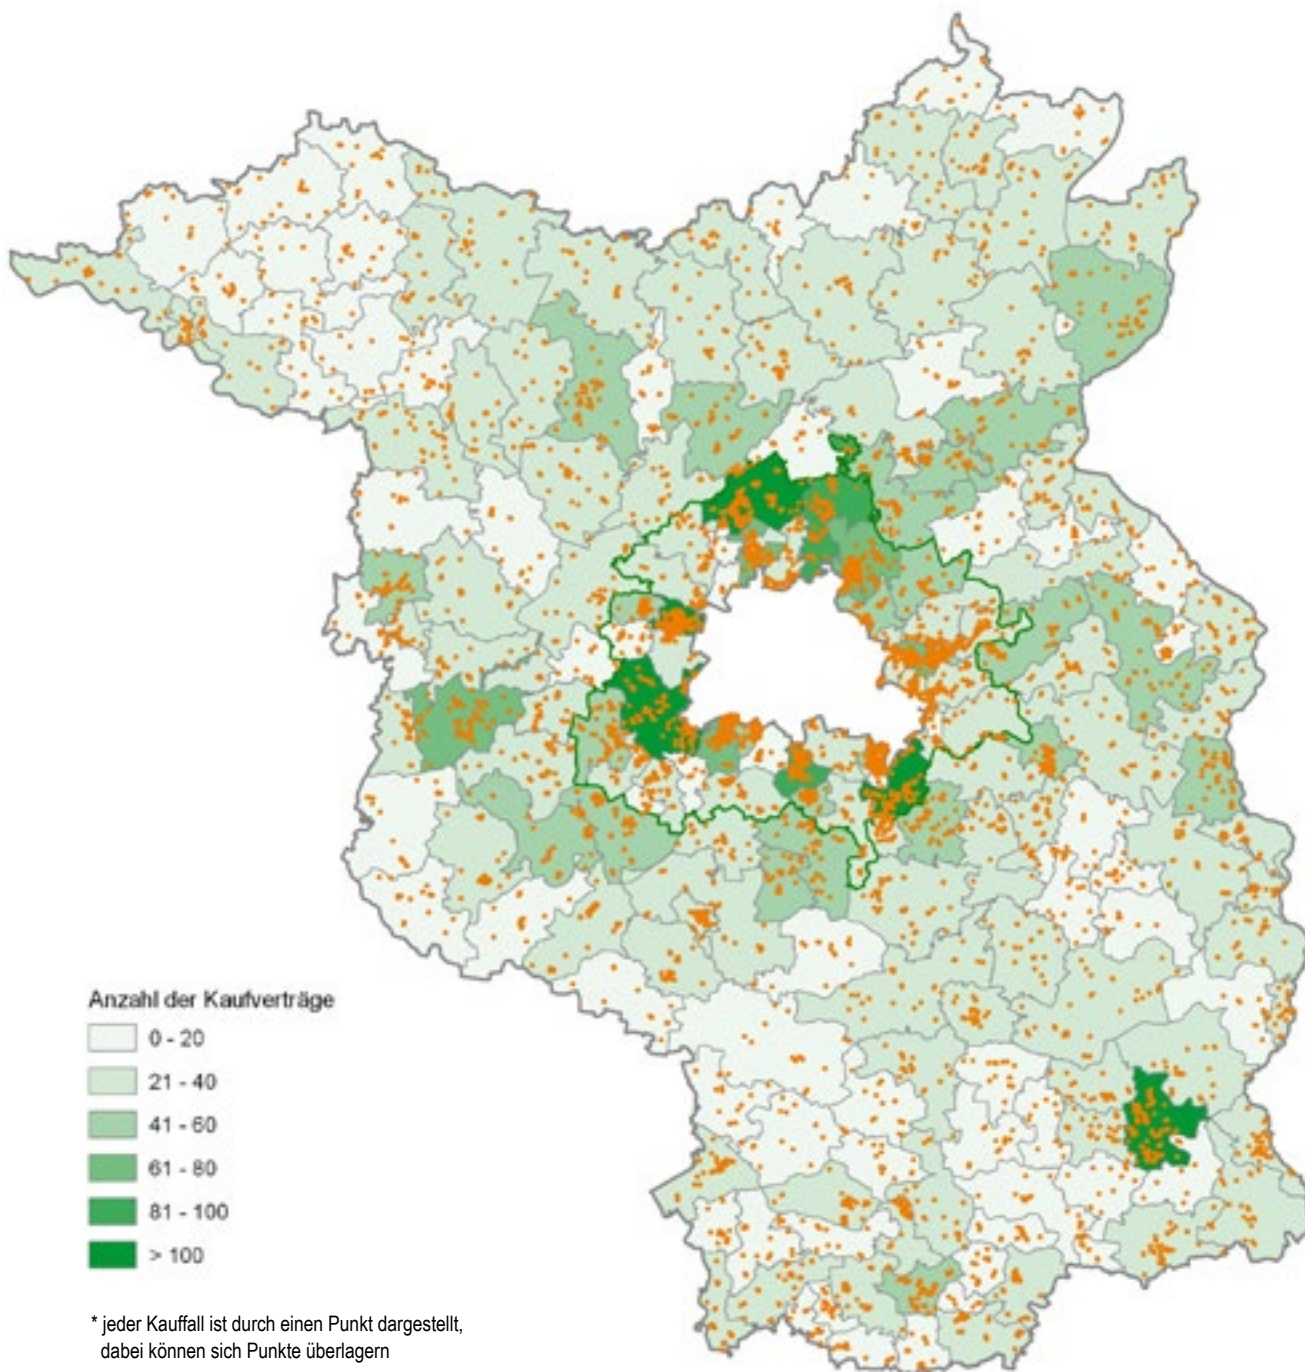 Anzahl der Kaufverträge
0 - 20
21 - 40
41 - 60
61 - 80
81 - 100
> 100
* jeder Kauffall ist durch einen Punkt dargestellt,
dabei können sich Punkte überlagern